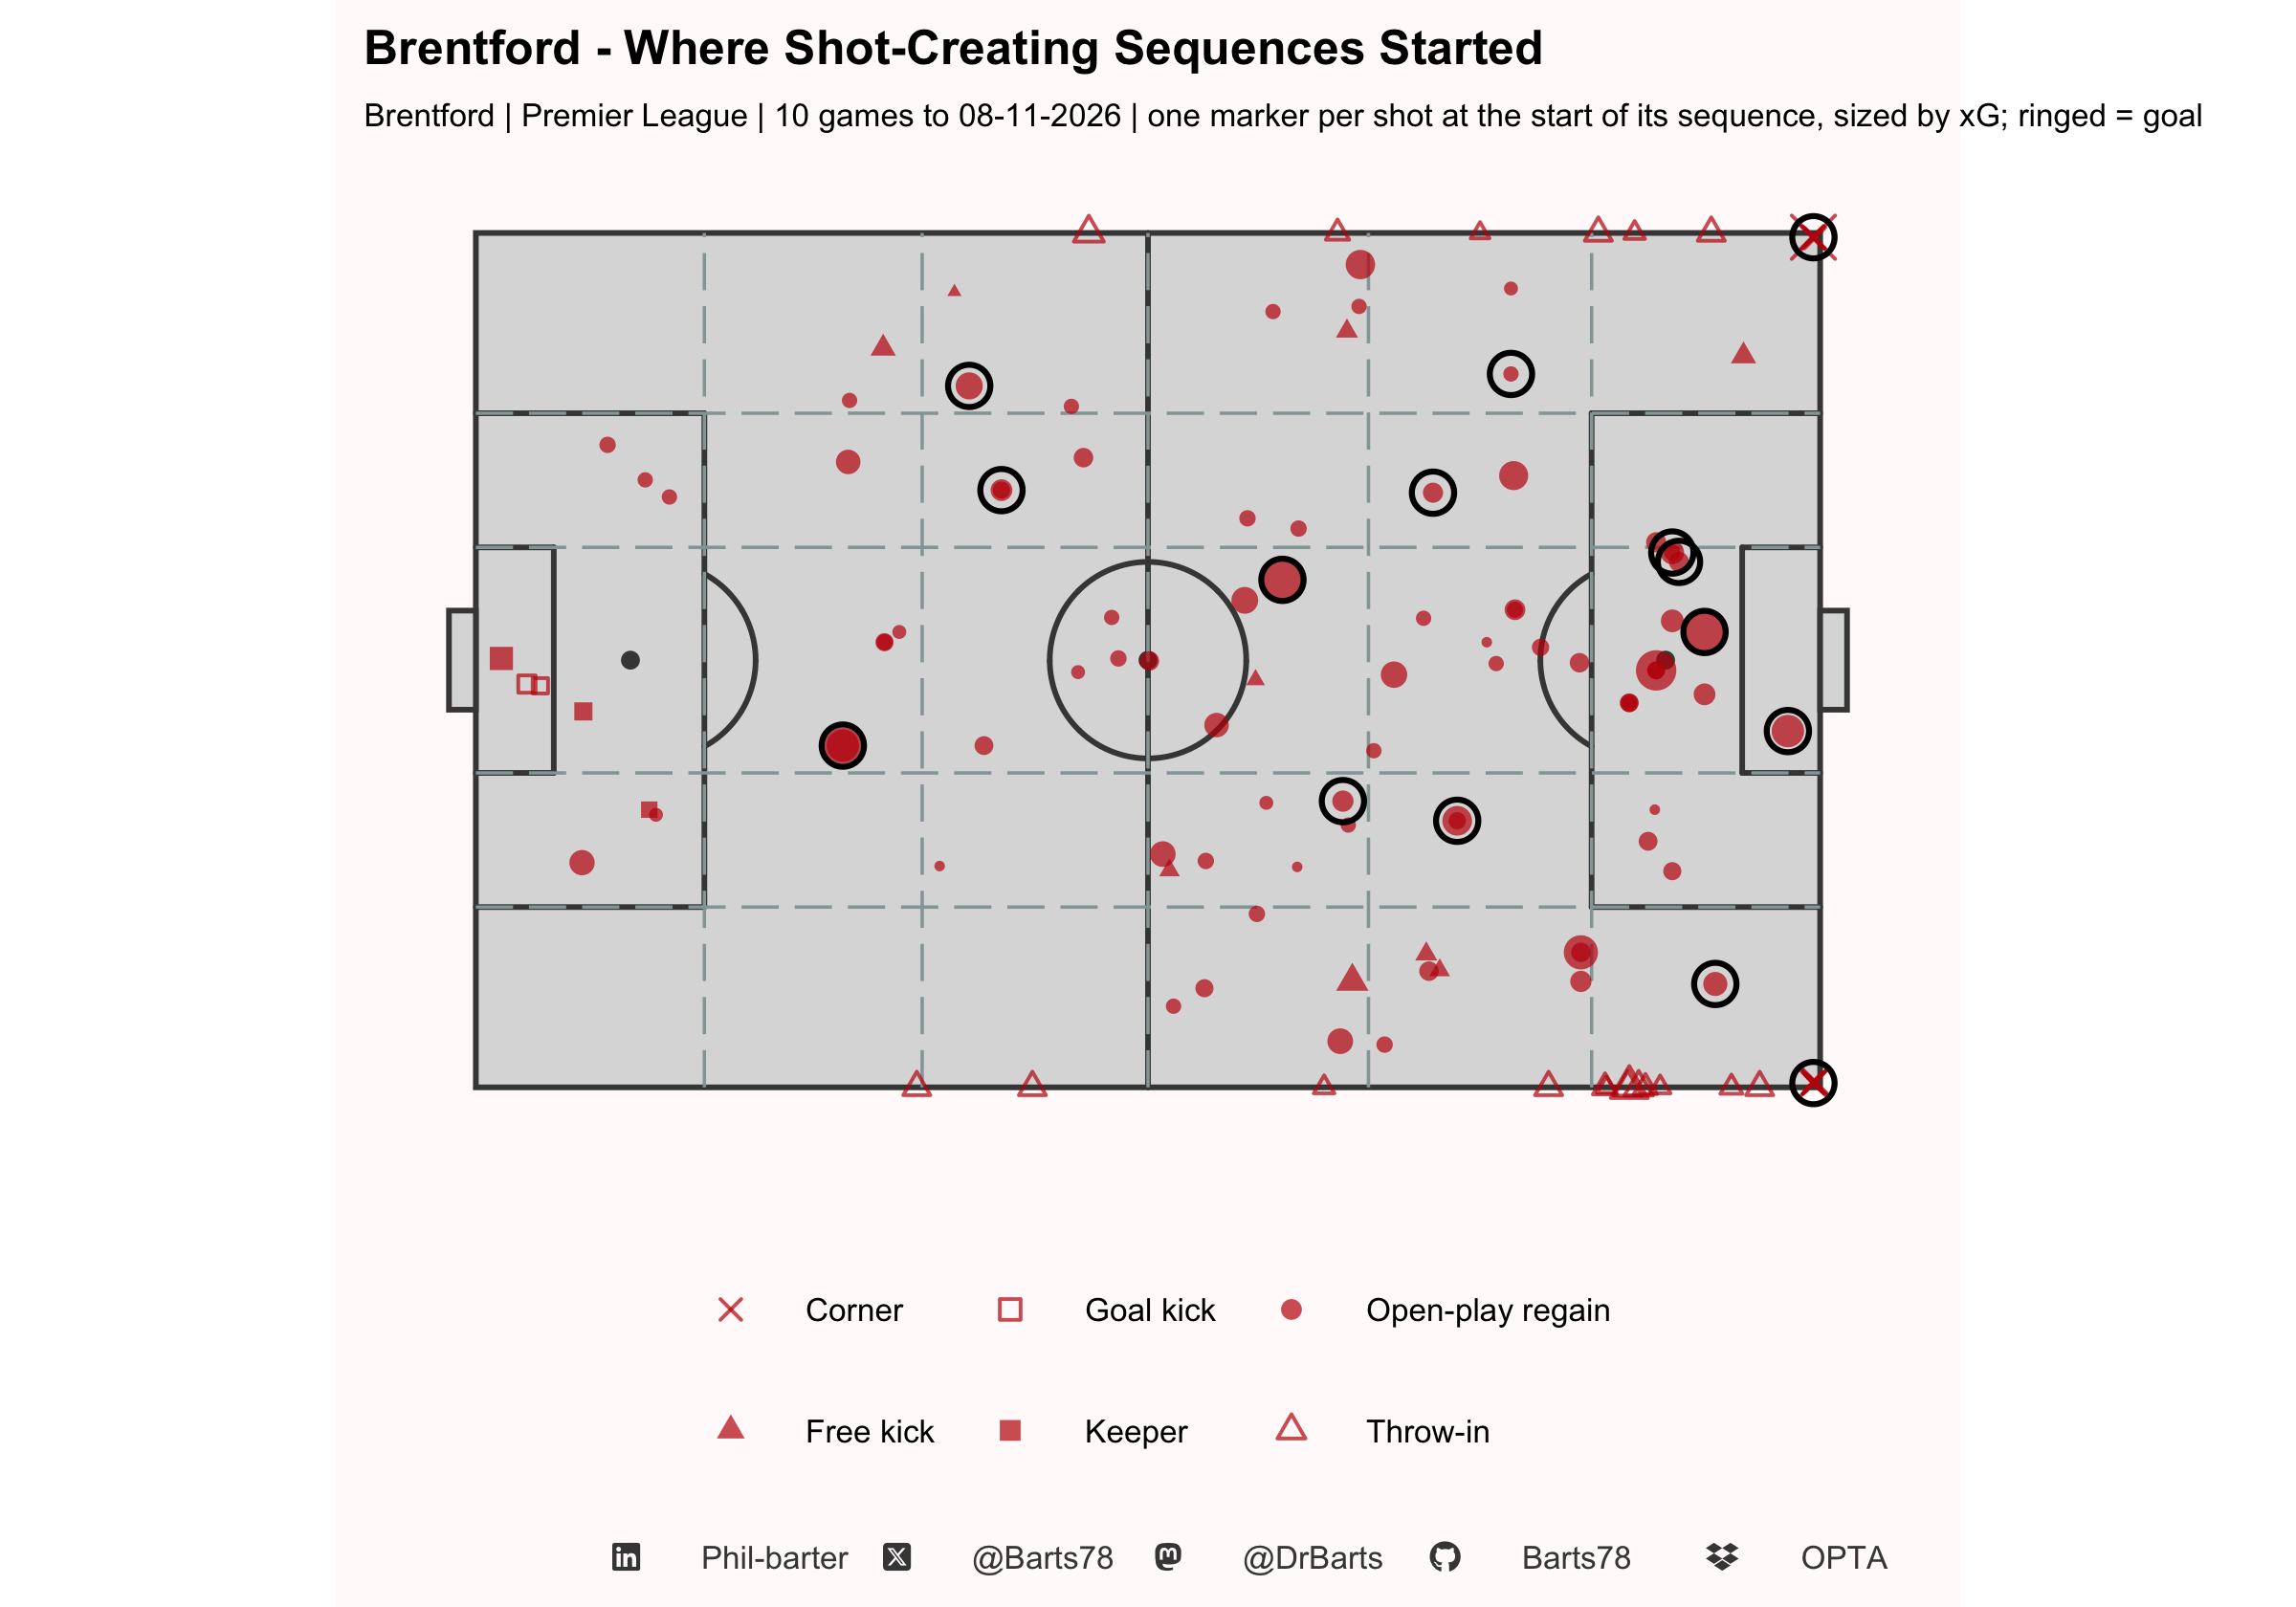 Brentford - Where Shot-Creating Sequences Started
Brentford | Premier League | 10 games to 08-11-2026 | one marker per shot at the start of its sequence, sized by xG; ringed = goal
Corner Goal kick Open-play regain
Free kick Keeper Throw-in
Phil-barter @Barts78 @DrBarts Barts78 OPTA